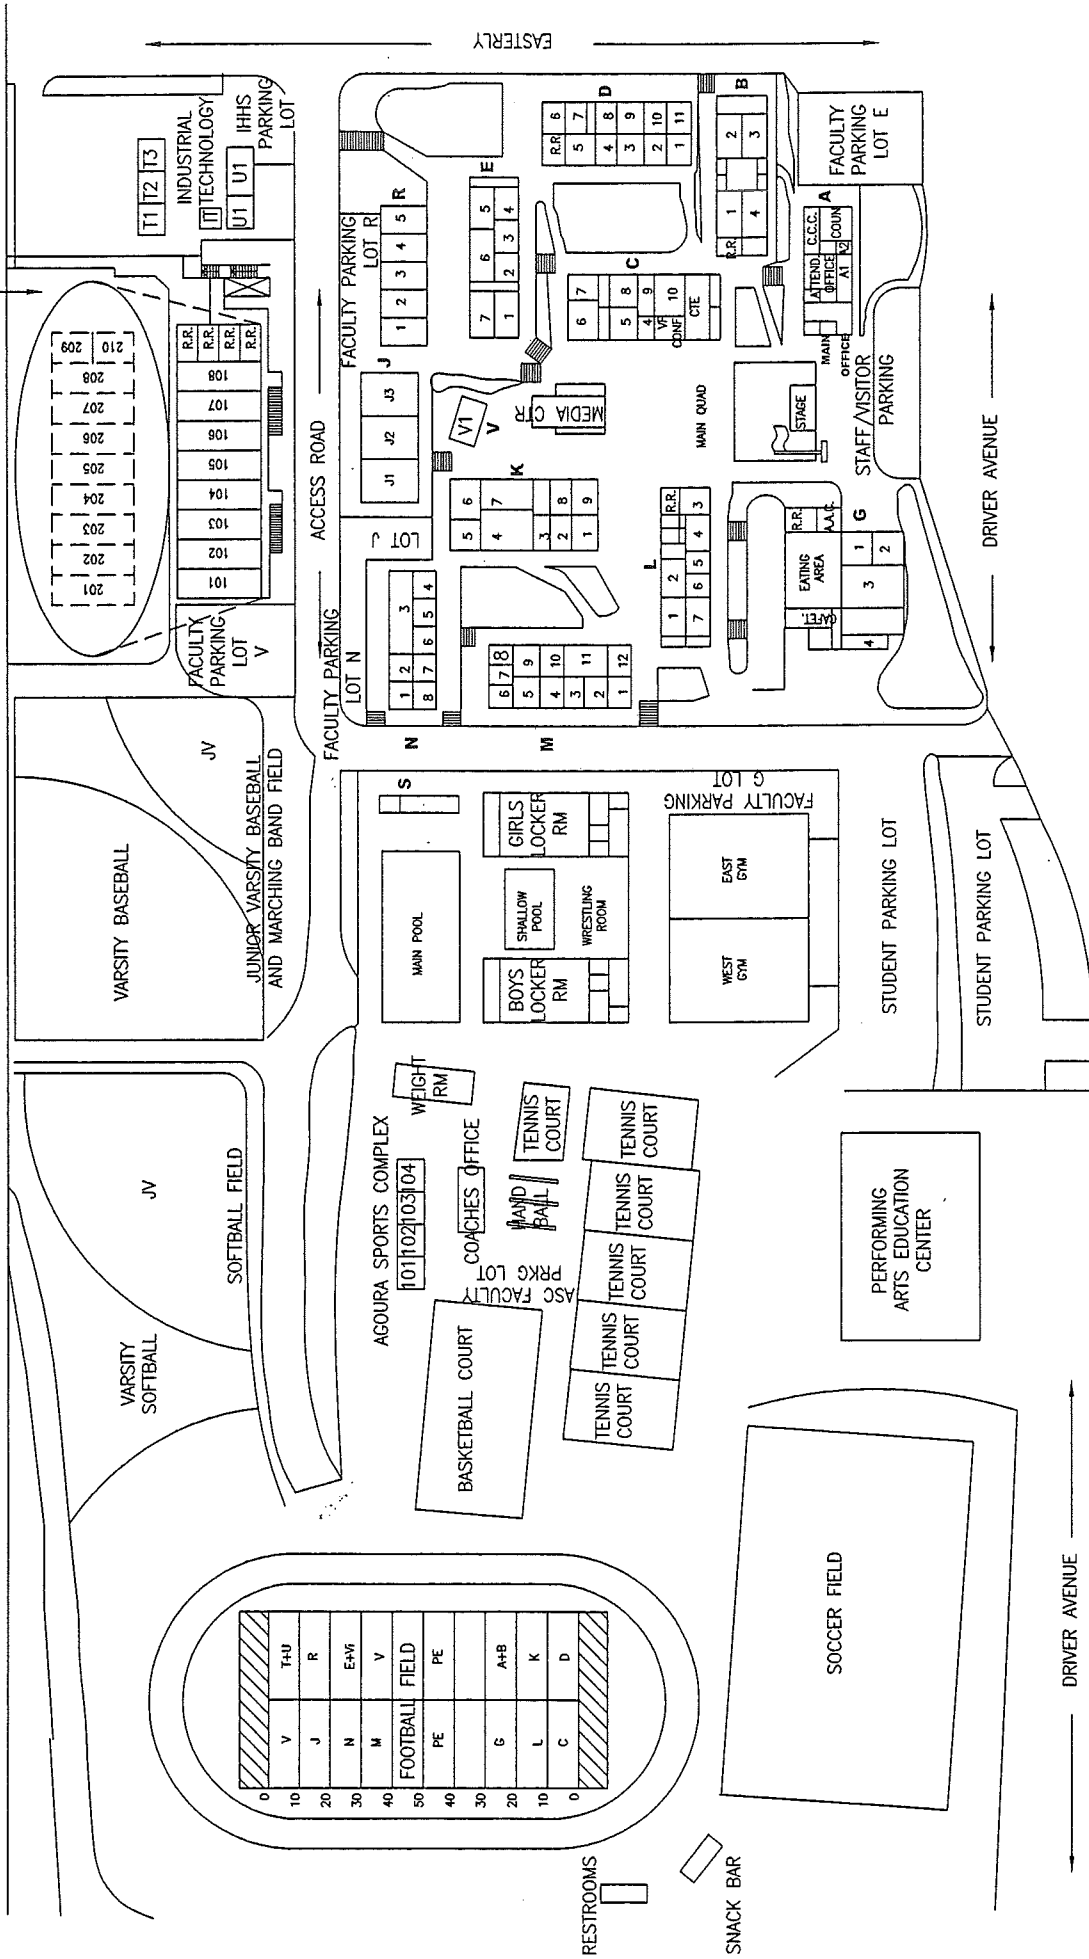 EASTERLY
T1 T2 T3
INDUSTRIAL
TECHNOLOGY
IT
U1 U1
IHHS
PARKING
LOT
201 202 203 204 205 206 207 208 209 210
101 102 103 104 105 106 107 108
R.R.
R.R.
R.R.
R.R.
FACULTY
PARKING
LOT
V
ACCESS ROAD
FACULTY PARKING
LOT R
FACULTY PARKING
LOT N
LOT J
J
J1 J2 J3
R
1 2 3 4 5
V1
V
MEDIA CTR
E
7 6 5
1 2 3 4
D
R.R. 6
5 7
4 8
3 9
2 10
1 11
C
6 7
5 8
4 9
VP
CONF
10
CTE
B
R.R. 1 2
4 3
A
ATTEND.
OFFICE
C.C.C.
COUN
A1 A2
MAIN
OFFICE
FACULTY
PARKING
LOT E
STAFF/VISITOR
PARKING
MAIN QUAD
STAGE
K
5 6
4 7
3
2 8
1 9
N
1 2 3
8 7 6 5 4
M
6 7 8
5 9
4 10
3 11
2
1 12
L
1 2 R.R.
7 6 5 4 3
G
R.R.
A.A.C.
EATING
AREA
CAFET.
1
2
3
4
DRIVER AVENUE
VARSITY BASEBALL
JV
JUNIOR VARSITY BASEBALL
AND MARCHING BAND FIELD
S
MAIN POOL
GIRLS
LOCKER
RM
SHALLOW
POOL
WRESTLING
ROOM
BOYS
LOCKER
RM
EAST
GYM
WEST
GYM
FACULTY PARKING
G LOT
STUDENT PARKING LOT
STUDENT PARKING LOT
JV
SOFTBALL FIELD
VARSITY
SOFTBALL
WEIGHT
RM
AGOURA SPORTS COMPLEX
101 102 103 104
COACHES OFFICE
HAND
BALL
ASC FACULTY
PRKG LOT
TENNIS
COURT
TENNIS
COURT
TENNIS
COURT
TENNIS
COURT
TENNIS
COURT
TENNIS
COURT
BASKETBALL COURT
PERFORMING
ARTS EDUCATION
CENTER
0
V T+U
10
J R
20
N E+Vi
30
M V
40
FOOTBALL FIELD
50
PE PE
40
30
G A+B
20
L K
10
C D
0
SOCCER FIELD
RESTROOMS
SNACK BAR
DRIVER AVENUE